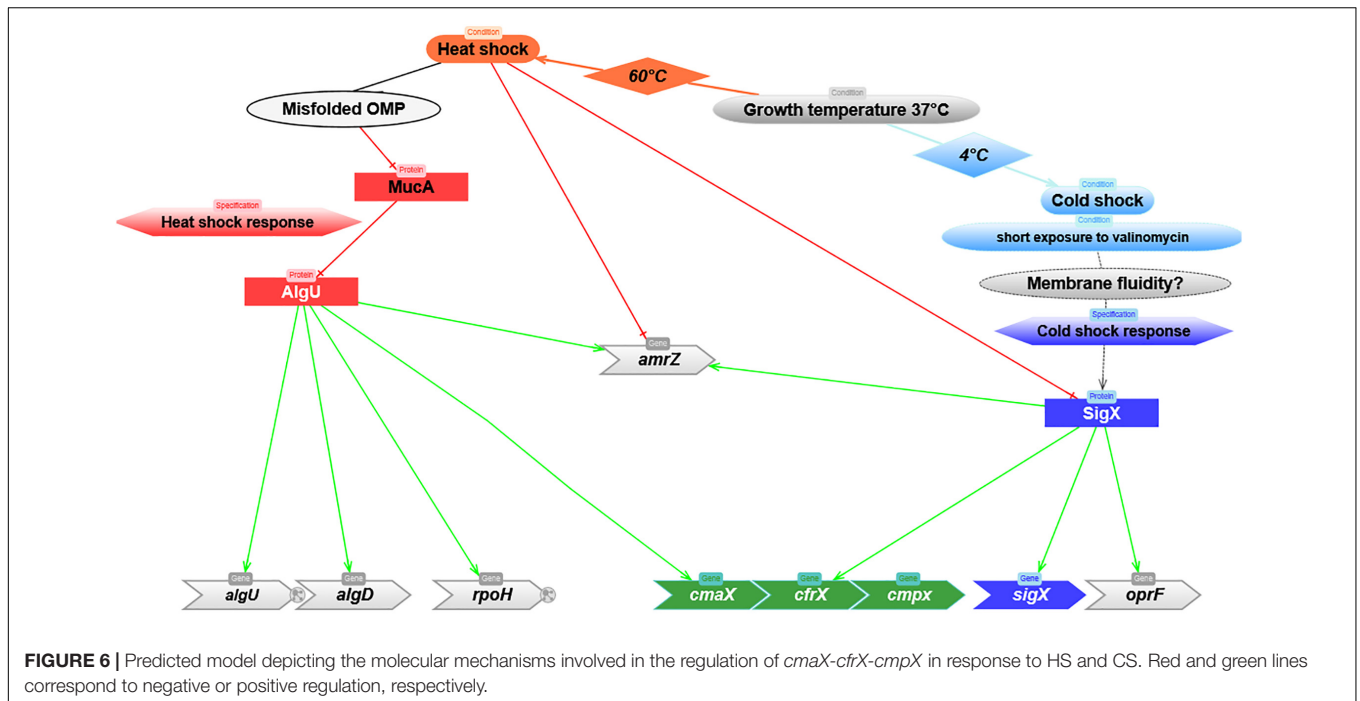 Condition
Heat shock
60°C
Condition
Growth temperature 37°C
Misfolded OMP
4°C
Protein
MucA
Condition
Cold shock
Specification
Heat shock response
Condition
short exposure to valinomycin
Protein
AlgU
Membrane fluidity?
Specification
Cold shock response
Gene
amrZ
Protein
SigX
Gene
algU
Gene
algD
Gene
rpoH
Gene
cmaX
Gene
cfrX
Gene
cmpx
Gene
sigX
Gene
oprF
FIGURE 6 | Predicted model depicting the molecular mechanisms involved in the regulation of cmaX-cfrX-cmpX in response to HS and CS. Red and green lines
correspond to negative or positive regulation, respectively.